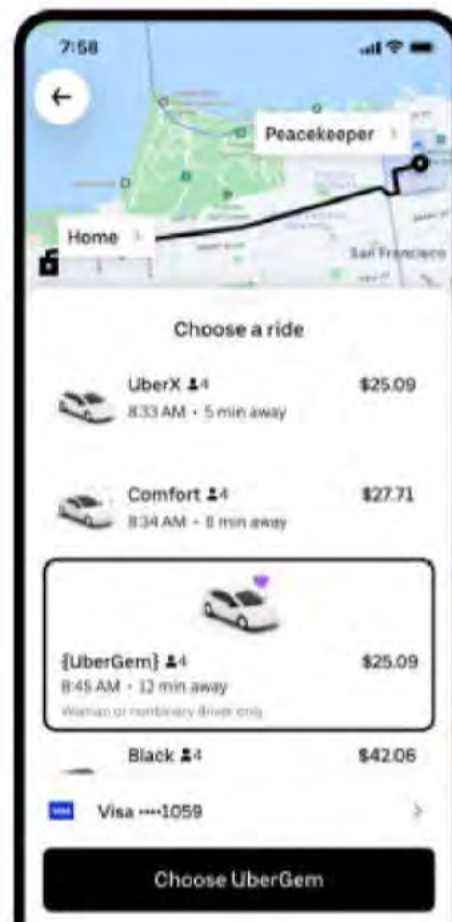 7:58
Peacekeeper
Home
San Francisco
Choose a ride
UberX 4 $25.09
8:33 AM • 5 min away
Comfort 4 $27.71
8:34 AM • 8 min away
{UberGem} 4 $25.09
8:45 AM • 12 min away
Woman or nonbinary driver only
Black 4 $42.06
VISA Visa ••••1059
Choose UberGem